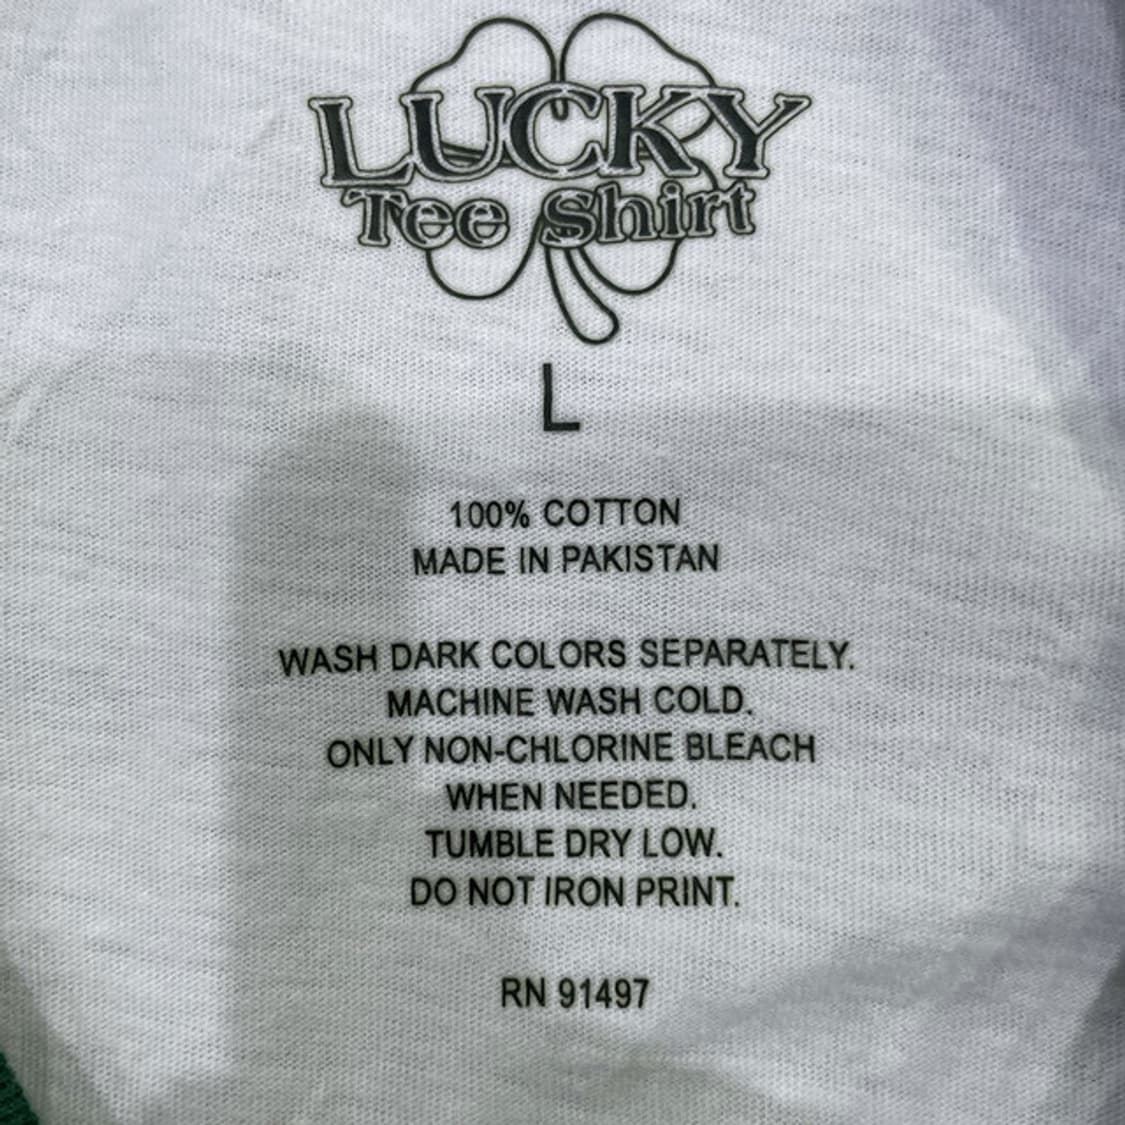 LUCKY
Tee Shirt
L
100% COTTON
MADE IN PAKISTAN
WASH DARK COLORS SEPARATELY.
MACHINE WASH COLD.
ONLY NON-CHLORINE BLEACH
WHEN NEEDED.
TUMBLE DRY LOW.
DO NOT IRON PRINT.
RN 91497